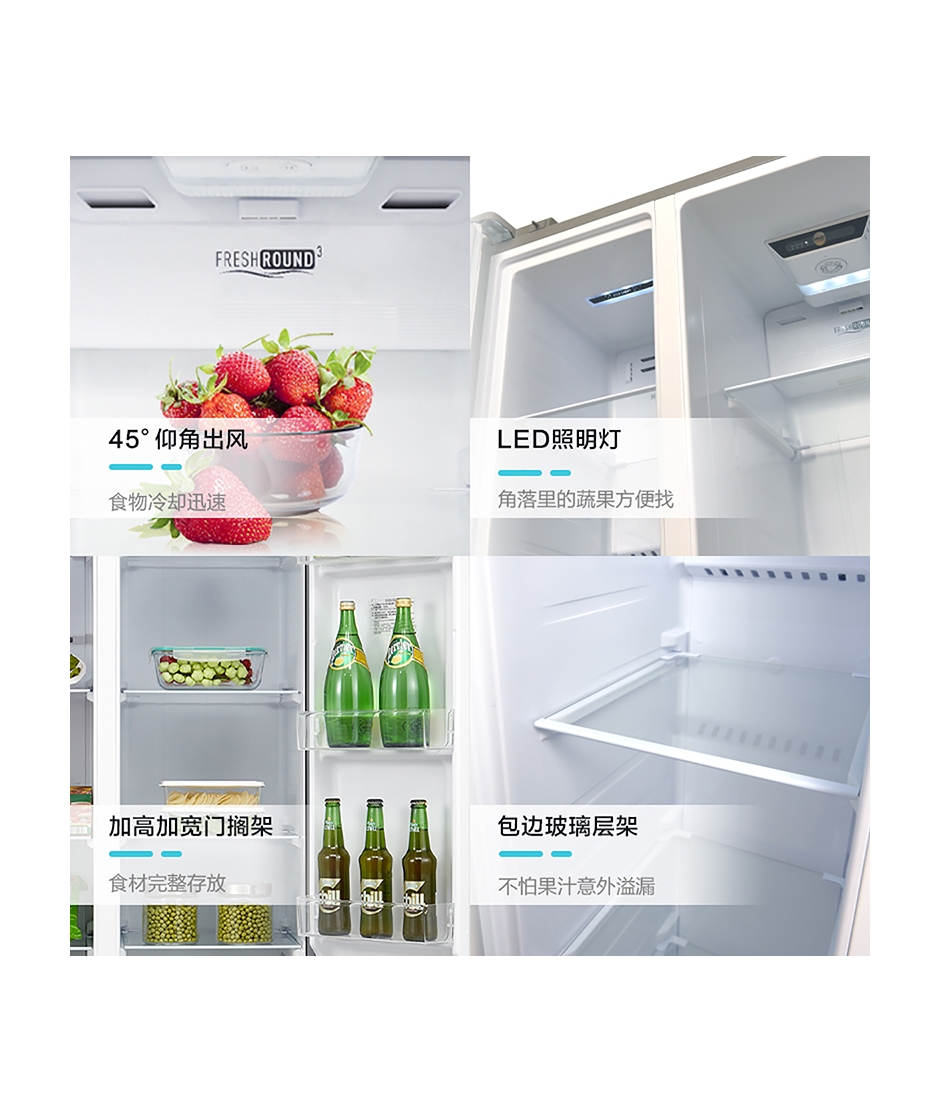 FRESHROUND³
45°仰角出风
食物冷却迅速
LED照明灯
角落里的蔬果方便找
加高加宽门搁架
食材完整存放
包边玻璃层架
不怕果汁意外溢漏